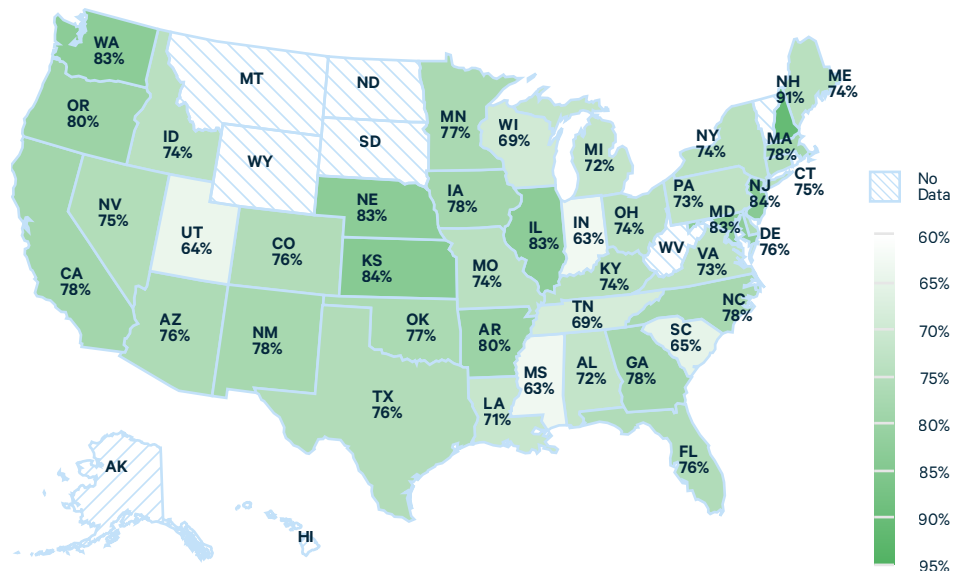 WA
83%
OR
80%
ID
74%
MT
ND
SD
WY
MN
77%
WI
69%
MI
72%
NY
74%
NH
91%
ME
74%
MA
78%
CT
75%
NJ
84%
PA
73%
MD
83%
DE
76%
NV
75%
UT
64%
CO
76%
NE
83%
KS
84%
IA
78%
IL
83%
IN
63%
OH
74%
WV
VA
73%
KY
74%
MO
74%
CA
78%
AZ
76%
NM
78%
OK
77%
AR
80%
TN
69%
NC
78%
SC
65%
TX
76%
LA
71%
MS
63%
AL
72%
GA
78%
FL
76%
AK
HI
No
Data
60%
65%
70%
75%
80%
85%
90%
95%